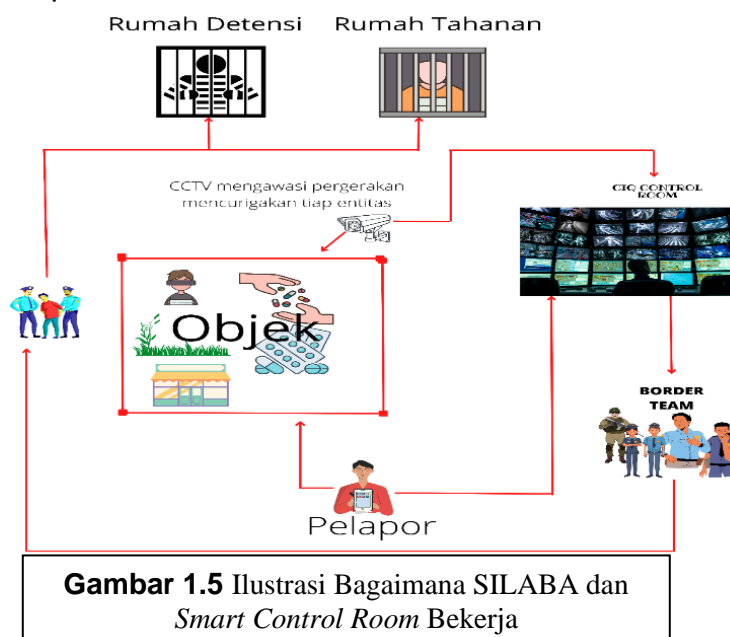 Rumah Detensi
Rumah Tahanan
CCTV mengawasi pergerakan
mencurigakan tiap entitas
CIQ CONTROL
ROOM
Objek
BORDER
TEAM
Pelapor
Gambar 1.5 Ilustrasi Bagaimana SILABA dan
Smart Control Room Bekerja